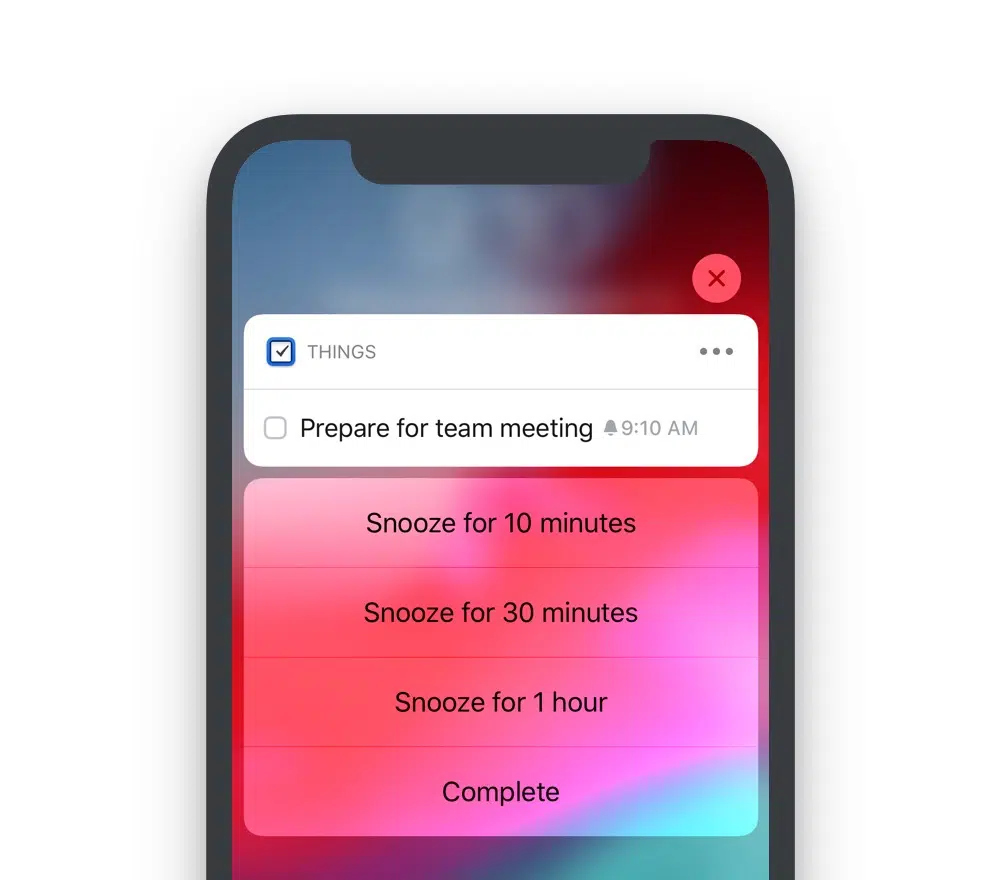 THINGS
Prepare for team meeting 9:10 AM
Snooze for 10 minutes
Snooze for 30 minutes
Snooze for 1 hour
Complete